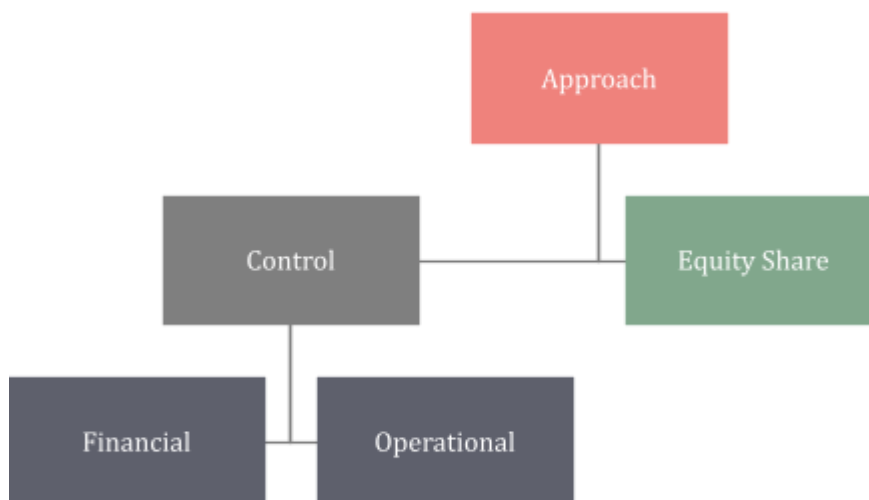 Approach
Control
Equity Share
Financial
Operational